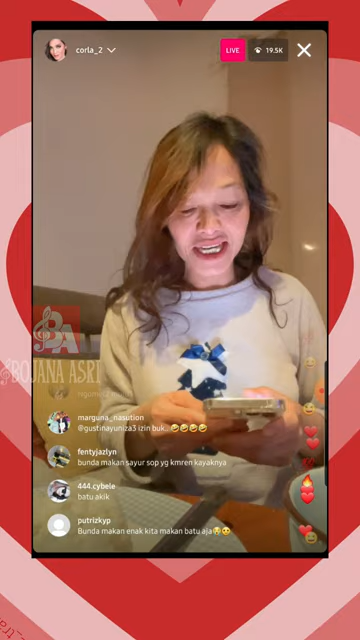 corla_2
LIVE
19.5K
BA
BOJANA ASRI
marguna_nasution
@gustinayuniza3 izin buk..🤣🤣🤣🤣
fentyjazlyn
bunda makan sayur sop yg kmren kayaknya
444.cybele
batu akik
putrizkyp
Bunda makan enak kita makan batu aja😭🥲